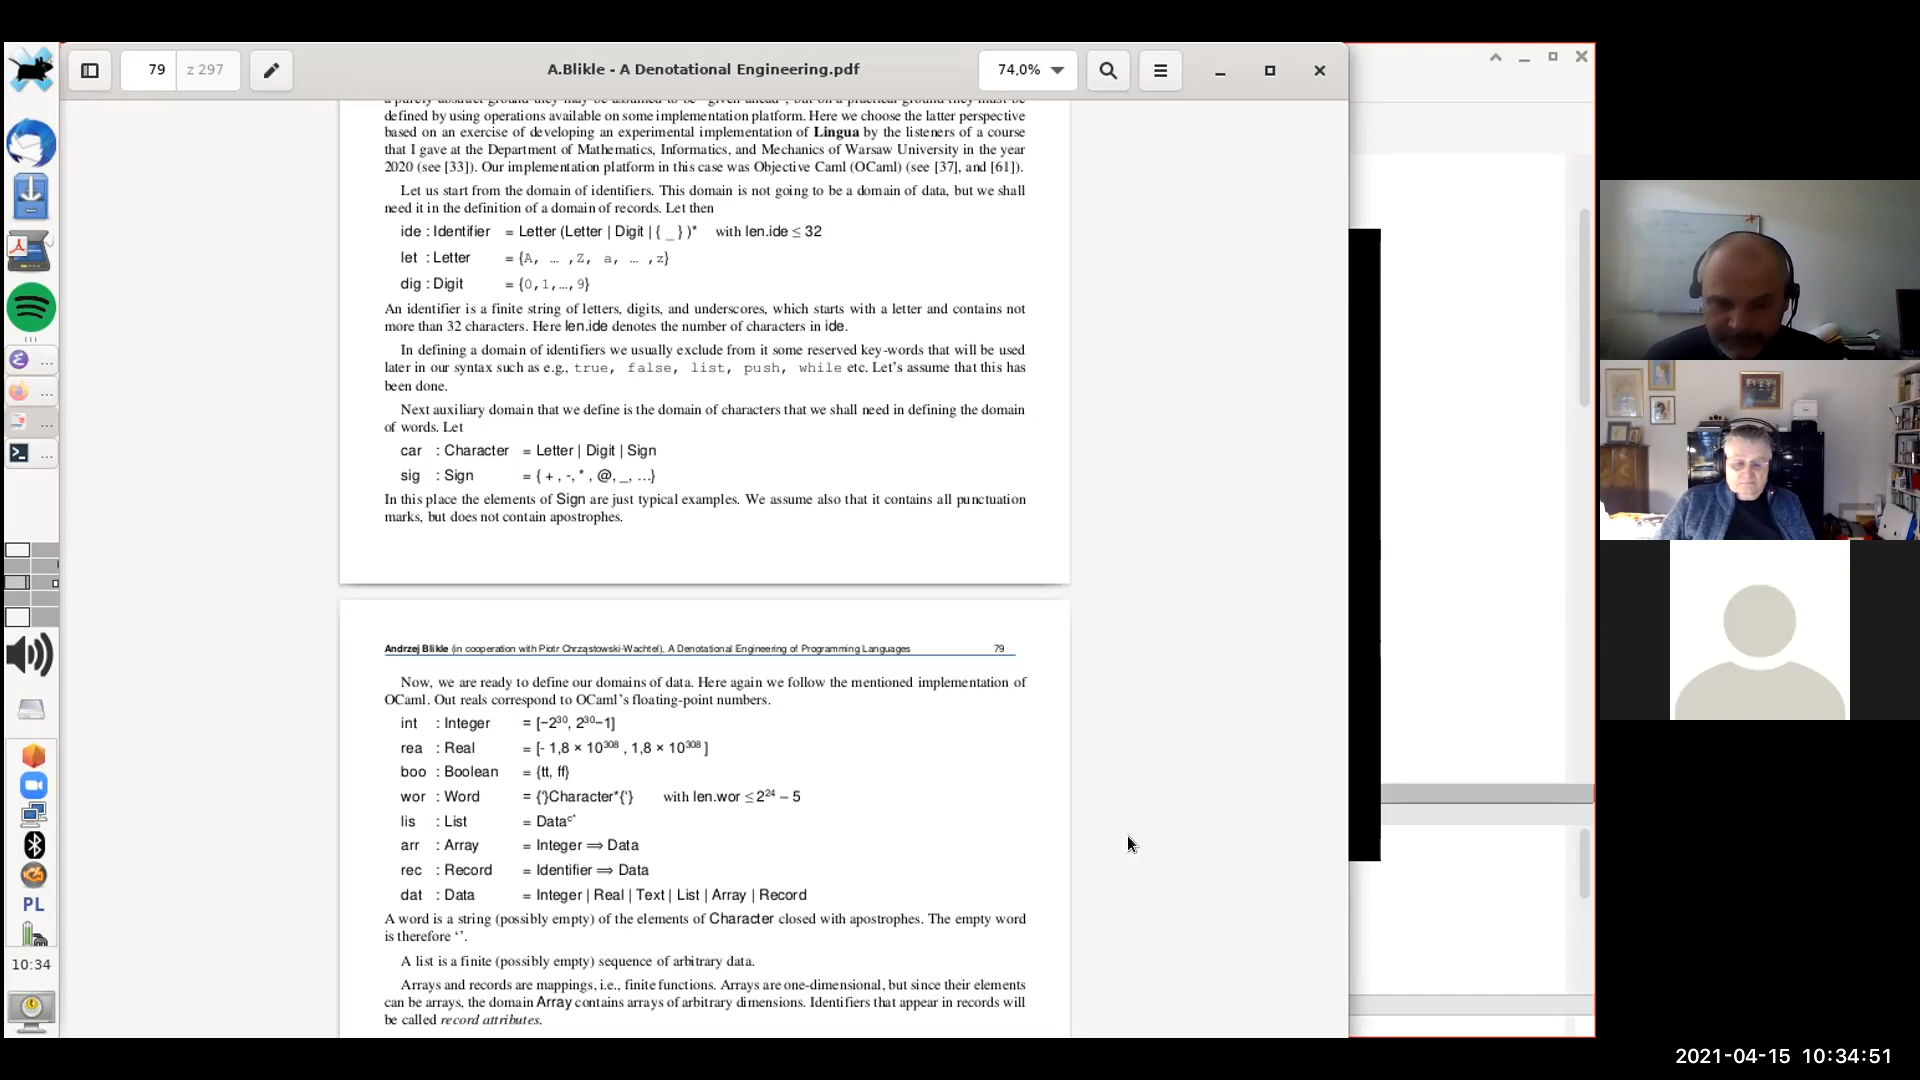 79 z 297 A.Blikle - A Denotational Engineering.pdf 74,0%
a purely abstract ground they may be assumed to be "given ahead", but on a practical ground they must be
defined by using operations available on some implementation platform. Here we choose the latter perspective
based on an exercise of developing an experimental implementation of Lingua by the listeners of a course
that I gave at the Department of Mathematics, Informatics, and Mechanics of Warsaw University in the year
2020 (see [33]). Our implementation platform in this case was Objective Caml (OCaml) (see [37], and [61]).
Let us start from the domain of identifiers. This domain is not going to be a domain of data, but we shall
need it in the definition of a domain of records. Let then
ide : Identifier = Letter (Letter | Digit | { _ } )* with len.ide ≤ 32
let : Letter = {A, … ,Z, a, … ,z}
dig : Digit = {0,1,…,9}
An identifier is a finite string of letters, digits, and underscores, which starts with a letter and contains not
more than 32 characters. Here len.ide denotes the number of characters in ide.
In defining a domain of identifiers we usually exclude from it some reserved key-words that will be used
later in our syntax such as e.g., true, false, list, push, while etc. Let's assume that this has
been done.
Next auxiliary domain that we define is the domain of characters that we shall need in defining the domain
of words. Let
car : Character = Letter | Digit | Sign
sig : Sign = { + , -, * , @, _, …}
In this place the elements of Sign are just typical examples. We assume also that it contains all punctuation
marks, but does not contain apostrophes.
Andrzej Blikle (in cooperation with Piotr Chrząstowski-Wachtel), A Denotational Engineering of Programming Languages 79
Now, we are ready to define our domains of data. Here again we follow the mentioned implementation of
OCaml. Out reals correspond to OCaml's floating-point numbers.
int : Integer = [−2³⁰, 2³⁰−1]
rea : Real = [- 1,8 × 10³⁰⁸ , 1,8 × 10³⁰⁸ ]
boo : Boolean = {tt, ff}
wor : Word = {'}Character*{'} with len.wor ≤ 2²⁴ – 5
lis : List = Dataᶜ*
arr : Array = Integer ⟹ Data
rec : Record = Identifier ⟹ Data
dat : Data = Integer | Real | Text | List | Array | Record
A word is a string (possibly empty) of the elements of Character closed with apostrophes. The empty word
is therefore ‘’.
A list is a finite (possibly empty) sequence of arbitrary data.
Arrays and records are mappings, i.e., finite functions. Arrays are one-dimensional, but since their elements
can be arrays, the domain Array contains arrays of arbitrary dimensions. Identifiers that appear in records will
be called record attributes.
PL
10:34
2021-04-15 10:34:51